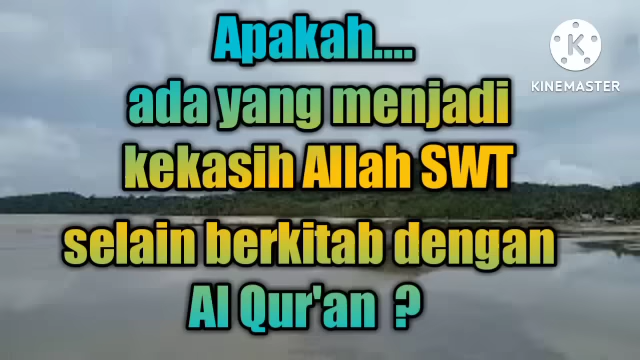 Apakah....
KINEMASTER
ada yang menjadi
kekasih Allah SWT
selain berkitab dengan
Al Qur'an ?